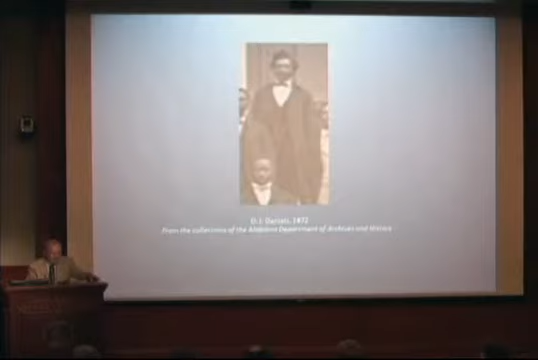 D. J. Daniels, 1872
From the collections of the Alabama Department of Archives and History